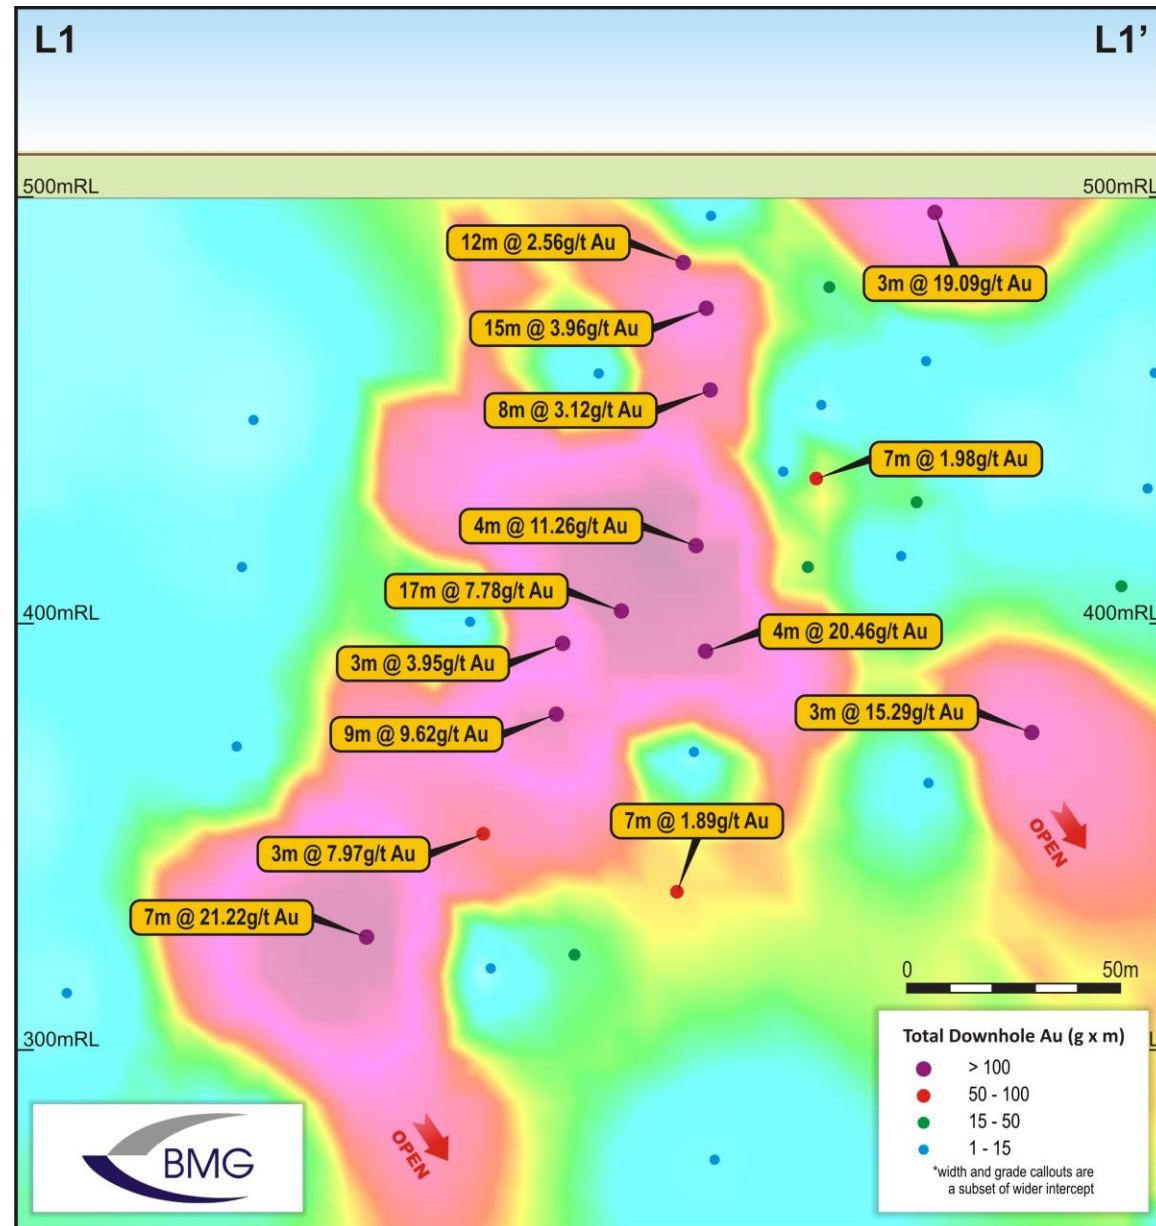 L1
L1’
500mRL
500mRL
12m @ 2.56g/t Au
3m @ 19.09g/t Au
15m @ 3.96g/t Au
8m @ 3.12g/t Au
7m @ 1.98g/t Au
4m @ 11.26g/t Au
17m @ 7.78g/t Au
400mRL
400mRL
4m @ 20.46g/t Au
3m @ 3.95g/t Au
3m @ 15.29g/t Au
9m @ 9.62g/t Au
7m @ 1.89g/t Au
OPEN
3m @ 7.97g/t Au
7m @ 21.22g/t Au
0 50m
300mRL
Total Downhole Au (g x m)
> 100
50 - 100
15 - 50
1 - 15
*width and grade callouts are
a subset of wider intercept
OPEN
BMG